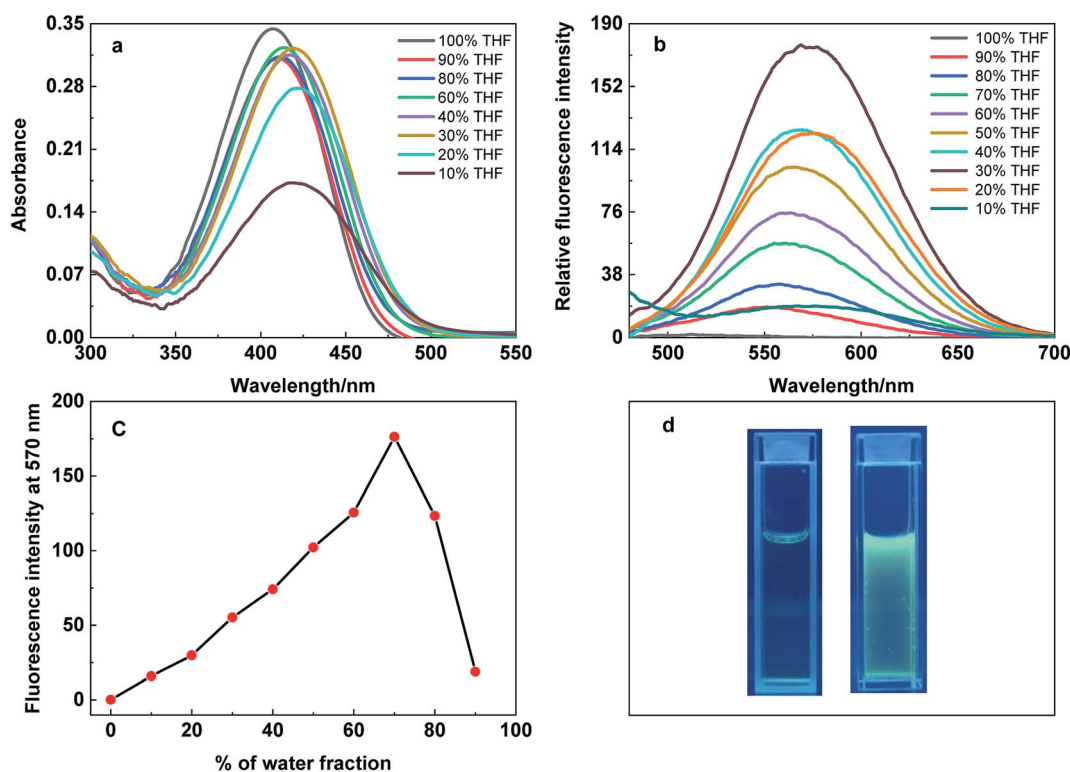 a
0.35
0.28
0.21
0.14
0.07
0.00
300 350 400 450 500 550
Absorbance
Wavelength/nm
100% THF
90% THF
80% THF
60% THF
40% THF
30% THF
20% THF
10% THF
b
190
152
114
76
38
0
500 550 600 650 700
Relative fluorescence intensity
Wavelength/nm
100% THF
90% THF
80% THF
70% THF
60% THF
50% THF
40% THF
30% THF
20% THF
10% THF
C
200
150
100
50
0
0 20 40 60 80 100
Fluorescence intensity at 570 nm
% of water fraction
d